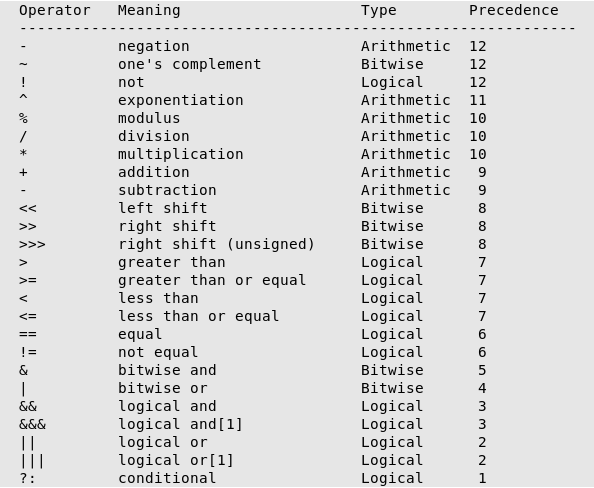 Operator   Meaning                    Type        Precedence
--------------------------------------------------------------
-          negation                   Arithmetic  12
~          one's complement           Bitwise     12
!          not                        Logical     12
^          exponentiation             Arithmetic  11
%          modulus                    Arithmetic  10
/          division                   Arithmetic  10
*          multiplication             Arithmetic  10
+          addition                   Arithmetic   9
-          subtraction                Arithmetic   9
<<         left shift                 Bitwise      8
>>         right shift                Bitwise      8
>>>        right shift (unsigned)     Bitwise      8
>          greater than               Logical      7
>=         greater than or equal      Logical      7
<          less than                  Logical      7
<=         less than or equal         Logical      7
==         equal                      Logical      6
!=         not equal                  Logical      6
&          bitwise and                Bitwise      5
|          bitwise or                 Bitwise      4
&&         logical and                Logical      3
&&&        logical and[1]             Logical      3
||         logical or                 Logical      2
|||        logical or[1]              Logical      2
?:         conditional                Logical      1